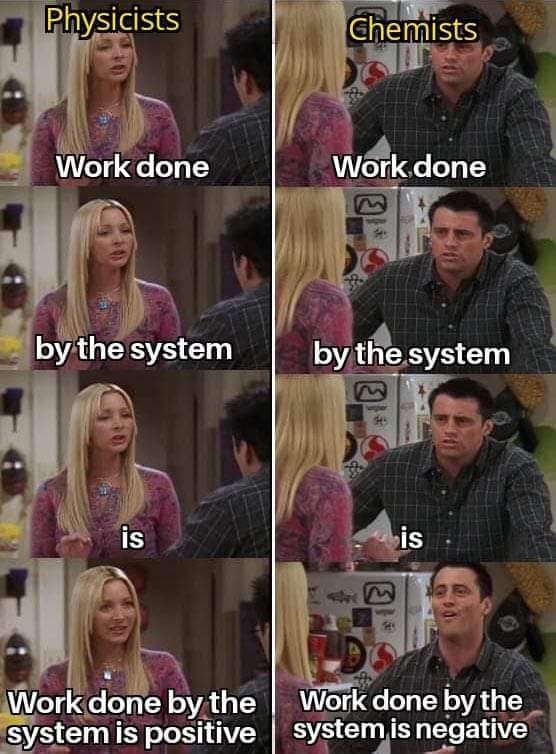 Physicists
Chemists
Work done
Work done
by the system
by the system
is
is
Work done by the
system is positive
Work done by the
system is negative